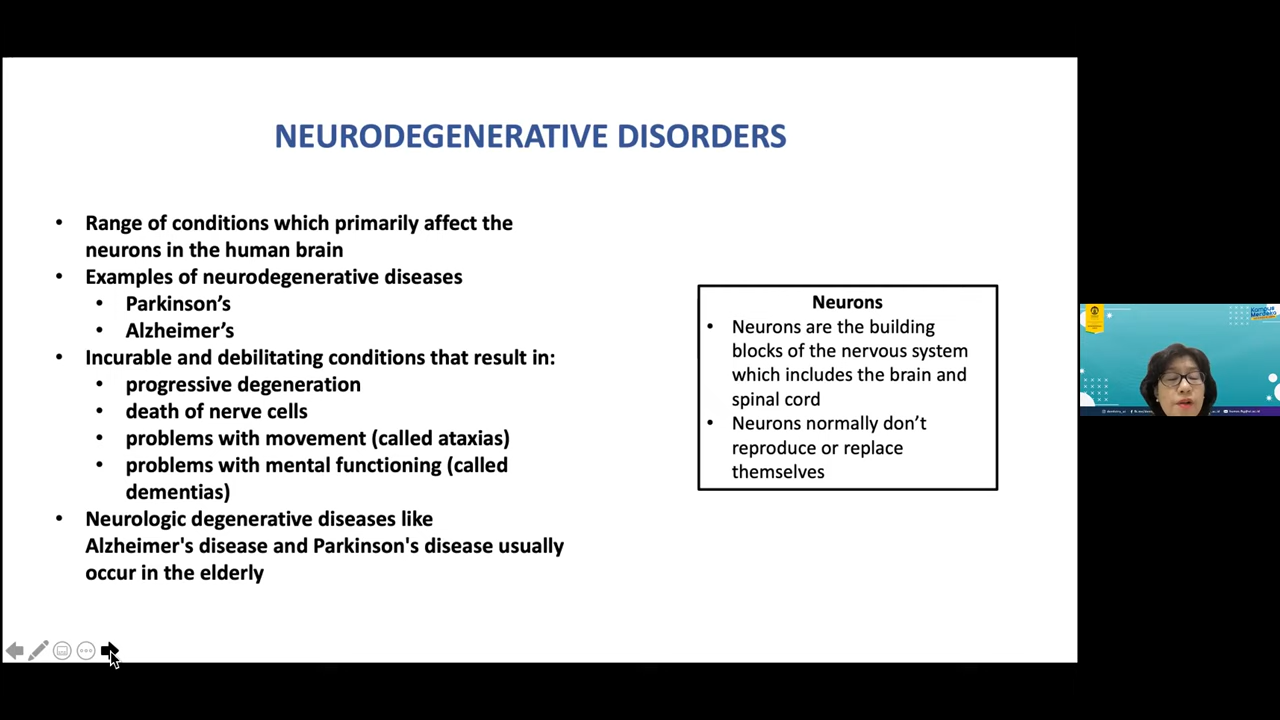 NEURODEGENERATIVE DISORDERS
• Range of conditions which primarily affect the
neurons in the human brain
• Examples of neurodegenerative diseases
• Parkinson’s
• Alzheimer’s
• Incurable and debilitating conditions that result in:
• progressive degeneration
• death of nerve cells
• problems with movement (called ataxias)
• problems with mental functioning (called
dementias)
• Neurologic degenerative diseases like
Alzheimer's disease and Parkinson's disease usually
occur in the elderly
Neurons
• Neurons are the building
blocks of the nervous system
which includes the brain and
spinal cord
• Neurons normally don’t
reproduce or replace
themselves
Kampus
Merdeka